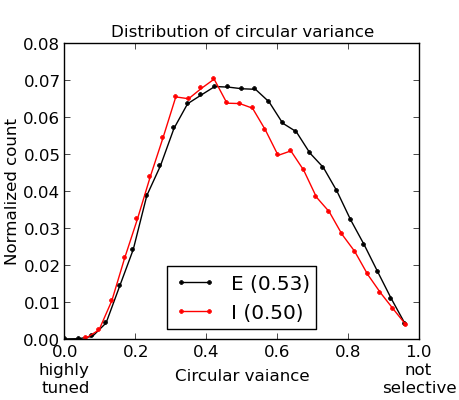 Distribution of circular variance
Normalized count
0.08
0.07
0.06
0.05
0.04
0.03
0.02
0.01
0.00
E (0.53)
I (0.50)
0.0 0.2 0.4 0.6 0.8 1.0
highly
tuned
not
selective
Circular vaiance